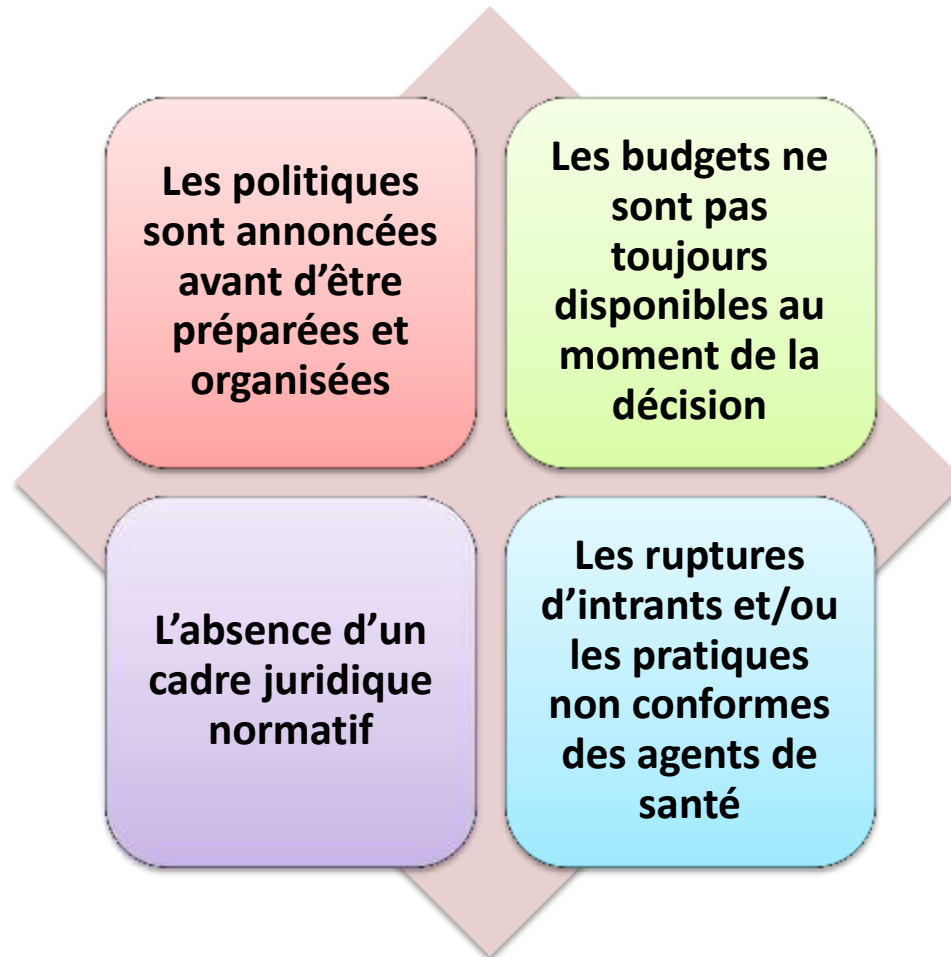 Les politiques
sont annoncées
avant d’être
préparées et
organisées
Les budgets ne
sont pas
toujours
disponibles au
moment de la
décision
L’absence d’un
cadre juridique
normatif
Les ruptures
d’intrants et/ou
les pratiques
non conformes
des agents de
santé